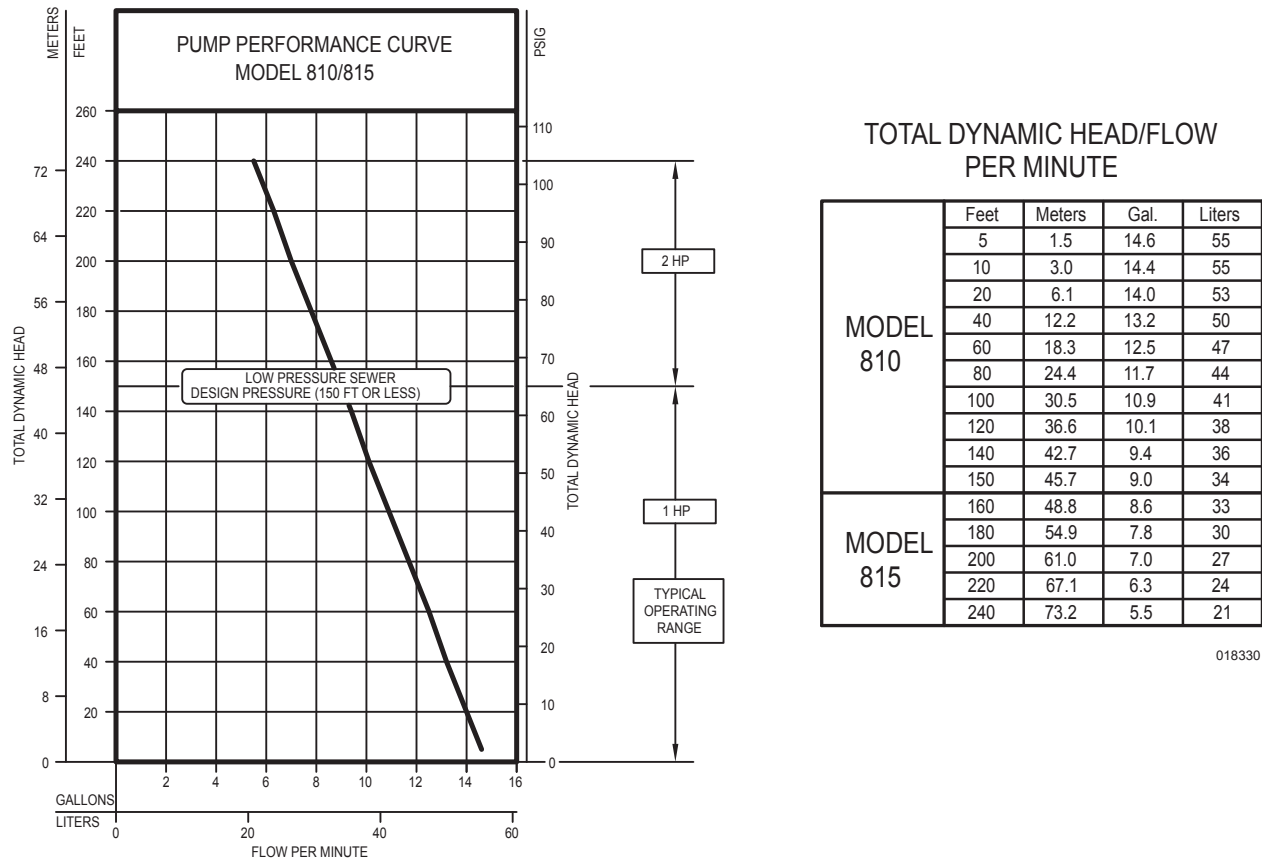 PUMP PERFORMANCE CURVE
MODEL 810/815
METERS
FEET
PSIG
260
240
220
200
180
160
140
120
100
80
60
40
20
0
72
64
56
48
40
32
24
16
8
TOTAL DYNAMIC HEAD
110
100
90
80
70
60
50
40
30
20
10
0
TOTAL DYNAMIC HEAD
LOW PRESSURE SEWER
DESIGN PRESSURE (150 FT OR LESS)
2 HP
1 HP
TYPICAL
OPERATING
RANGE
2 4 6 8 10 12 14 16
GALLONS
LITERS
0 20 40 60
FLOW PER MINUTE
TOTAL DYNAMIC HEAD/FLOW
PER MINUTE
Feet Meters Gal. Liters
MODEL
810
5 1.5 14.6 55
10 3.0 14.4 55
20 6.1 14.0 53
40 12.2 13.2 50
60 18.3 12.5 47
80 24.4 11.7 44
100 30.5 10.9 41
120 36.6 10.1 38
140 42.7 9.4 36
150 45.7 9.0 34
MODEL
815
160 48.8 8.6 33
180 54.9 7.8 30
200 61.0 7.0 27
220 67.1 6.3 24
240 73.2 5.5 21
018330